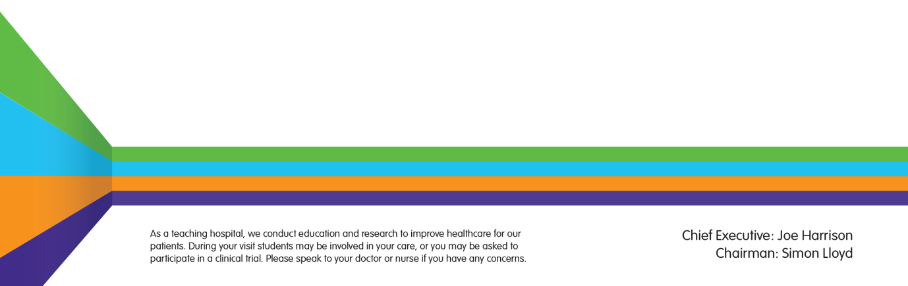 As a teaching hospital, we conduct education and research to improve healthcare for our
patients. During your visit students may be involved in your care, or you may be asked to
participate in a clinical trial. Please speak to your doctor or nurse if you have any concerns.
Chief Executive: Joe Harrison
Chairman: Simon Lloyd